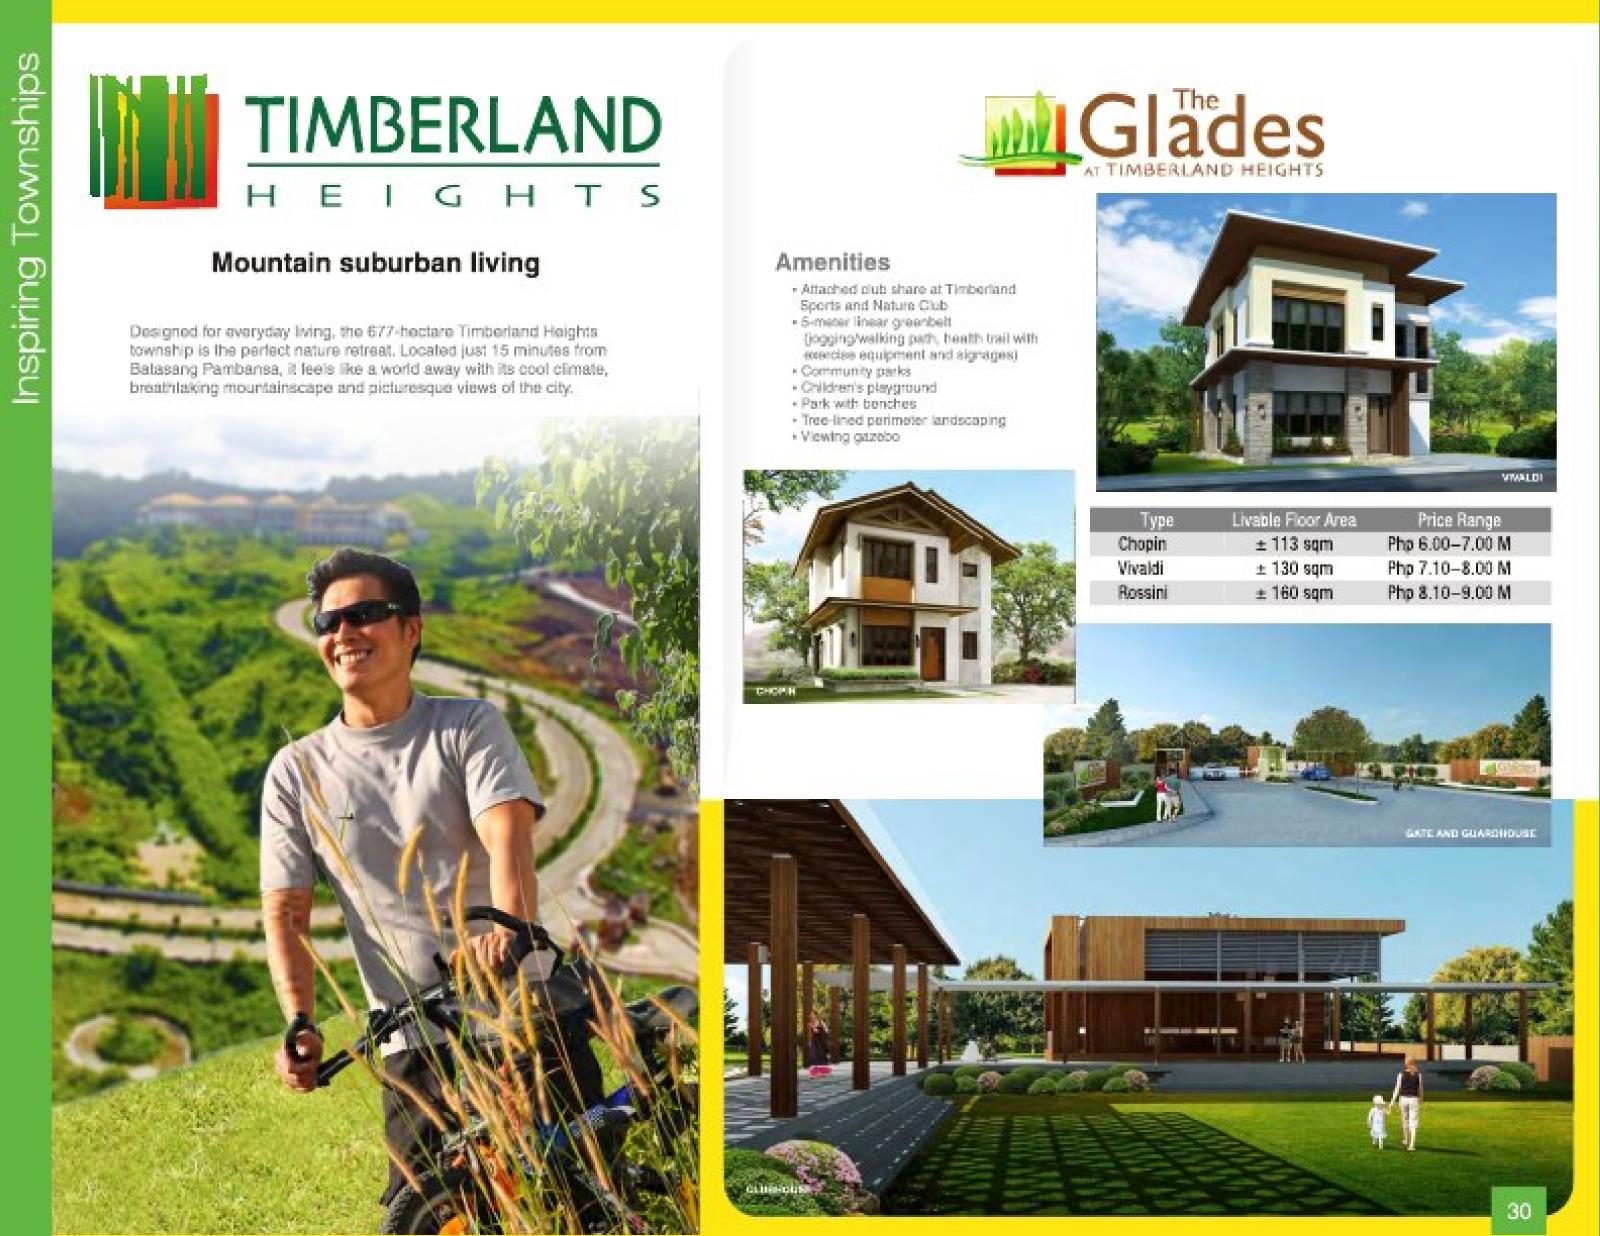 Inspiring Townships
TIMBERLAND
HEIGHTS
Mountain suburban living
Designed for everyday living, the 677-hectare Timberland Heights
township is the perfect nature retreat. Located just 15 minutes from
Batasang Pambansa, it feels like a world away with its cool climate,
breathtaking mountainscape and picturesque views of the city.
The
Glades
AT TIMBERLAND HEIGHTS
Amenities
• Attached club share at Timberland
Sports and Nature Club
• 5-meter linear greenbelt
(jogging/walking path, health trail with
exercise equipment and signages)
• Community parks
• Children's playground
• Park with benches
• Tree-lined perimeter landscaping
• Viewing gazebo
VIVALDI
CHOPIN
Type Livable Floor Area Price Range
Chopin ± 113 sqm Php 6.00–7.00 M
Vivaldi ± 130 sqm Php 7.10–8.00 M
Rossini ± 160 sqm Php 8.10–9.00 M
Glades
GATE AND GUARDHOUSE
CLUBHOUSE
30